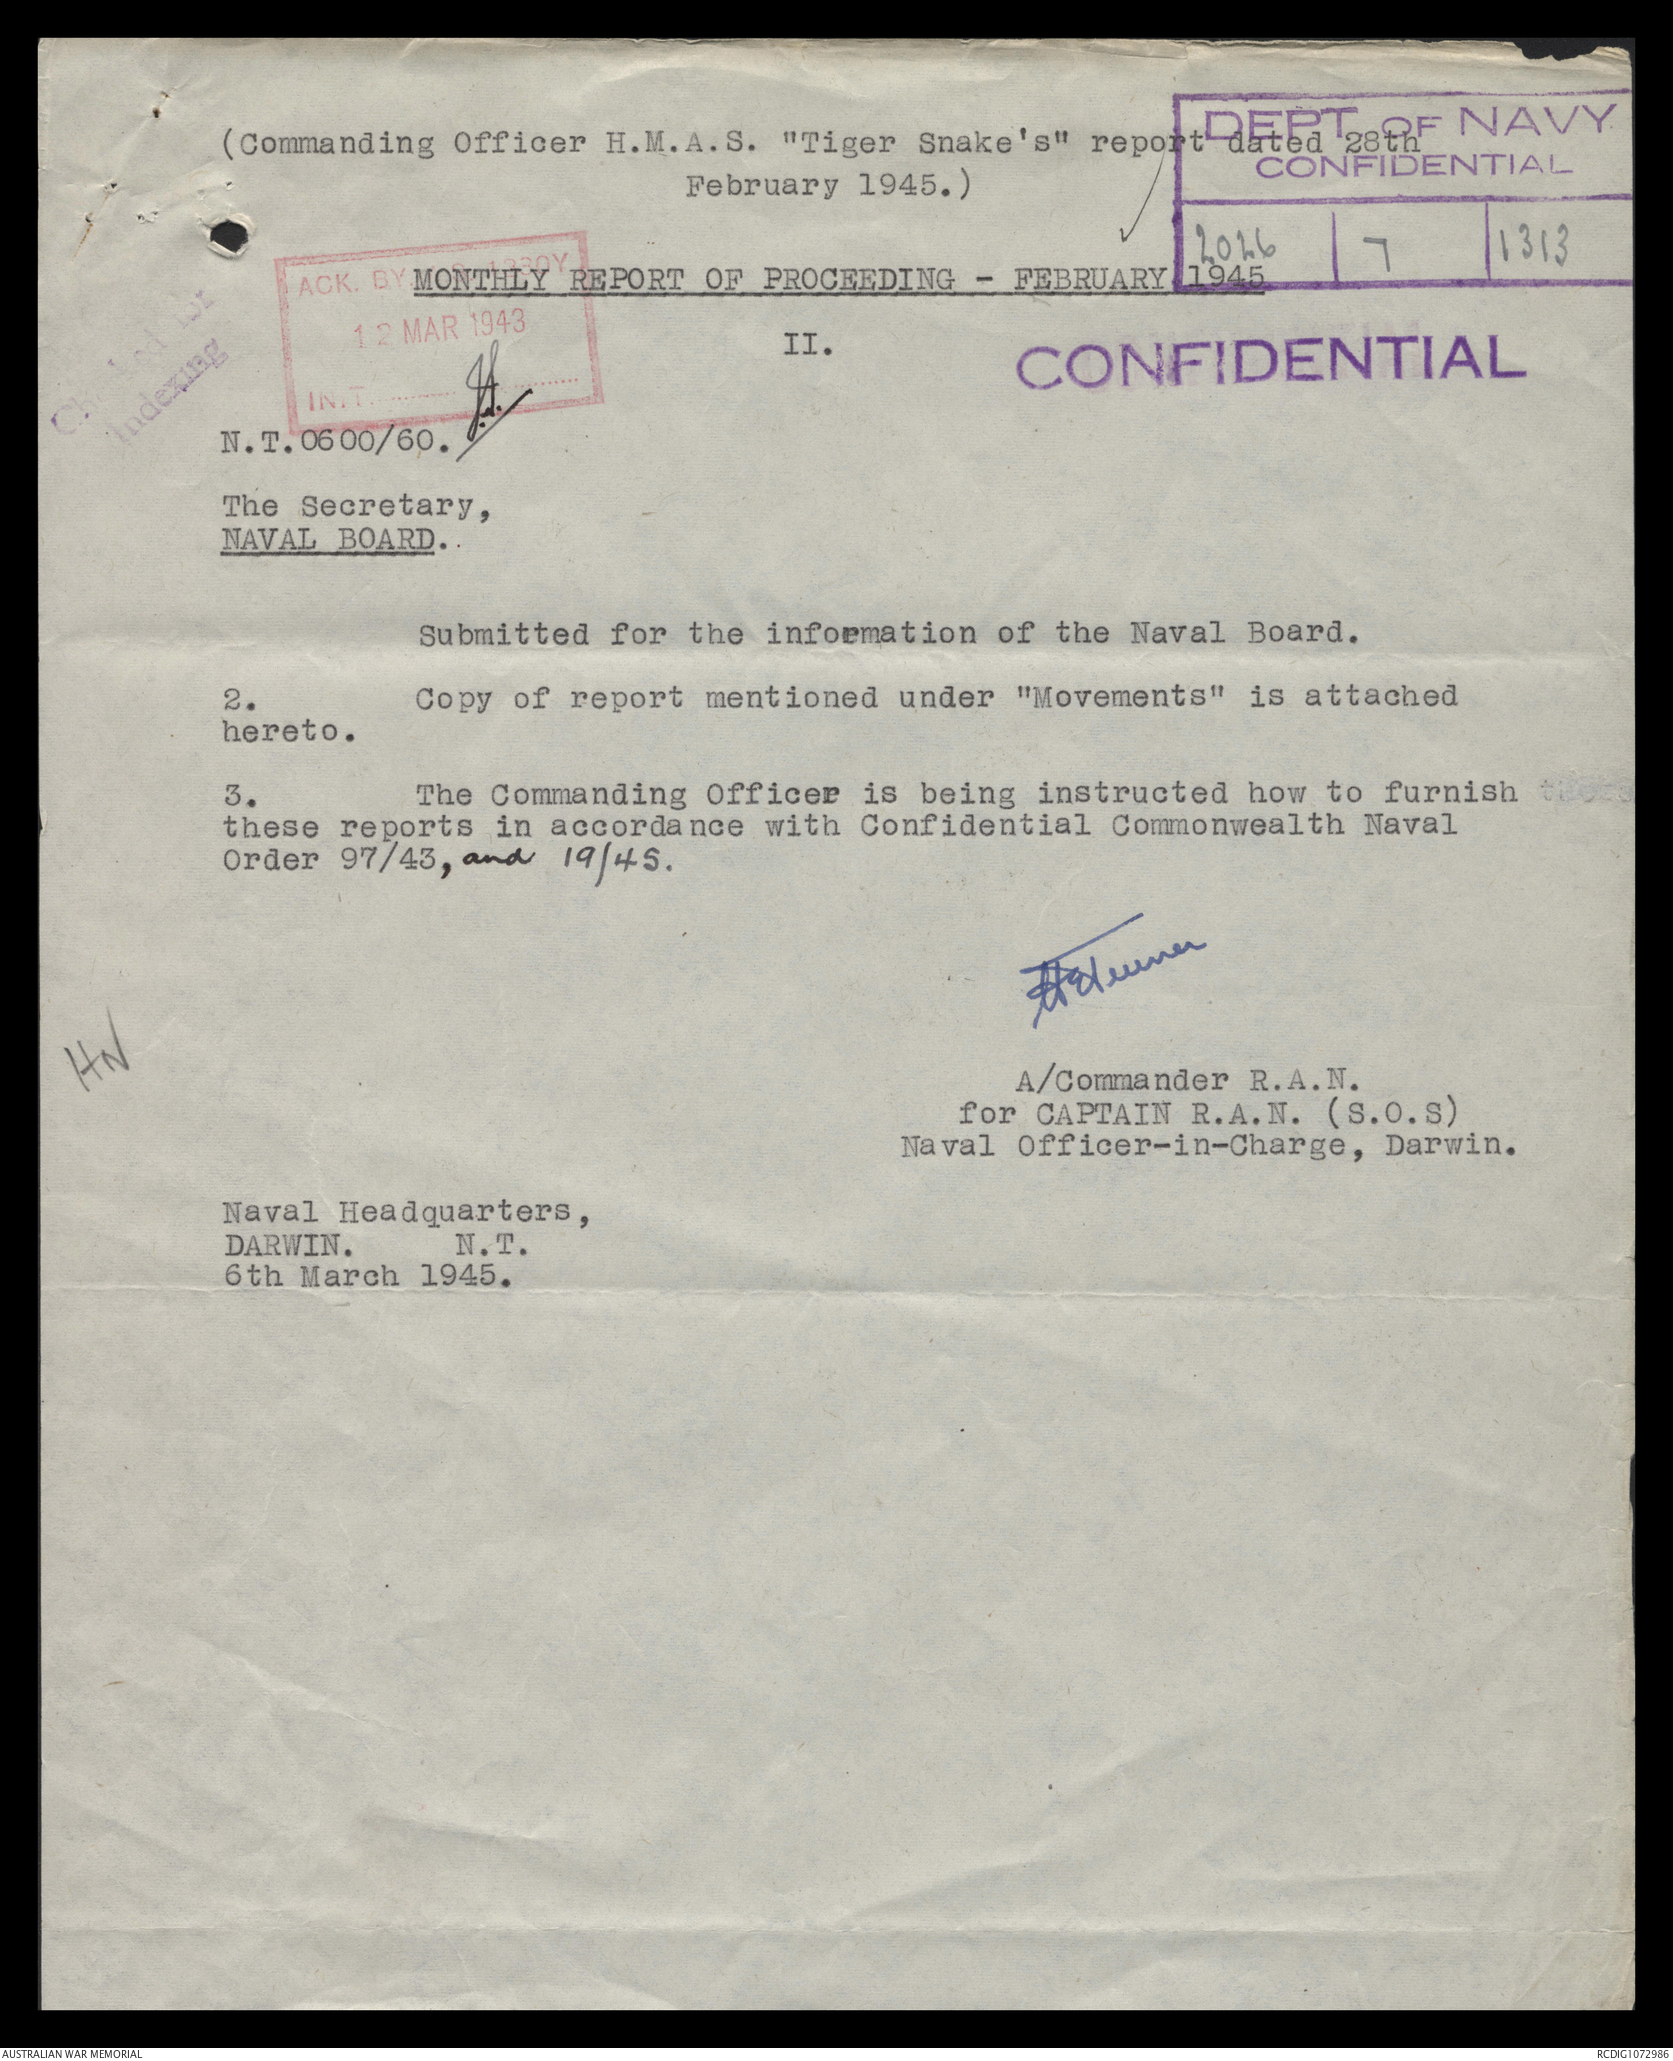 DEPT. OF NAVY
CONFIDENTIAL
2026 7 1313
(Commanding Officer H.M.A.S. "Tiger Snake's" report dated 28th
February 1945.)
ACK. BY
12 MAR 1943
INIT.
MONTHLY REPORT OF PROCEEDING - FEBRUARY 1945
II.
CONFIDENTIAL
Indexing
N.T.0600/60.
The Secretary,
NAVAL BOARD.
Submitted for the information of the Naval Board.
2. Copy of report mentioned under "Movements" is attached
hereto.
3. The Commanding Officer is being instructed how to furnish
these reports in accordance with Confidential Commonwealth Naval
Order 97/43, and 19/45.
HN
A/Commander R.A.N.
for CAPTAIN R.A.N. (S.O.S)
Naval Officer-in-Charge, Darwin.
Naval Headquarters,
DARWIN. N.T.
6th March 1945.
AUSTRALIAN WAR MEMORIAL
RCDIG1072986